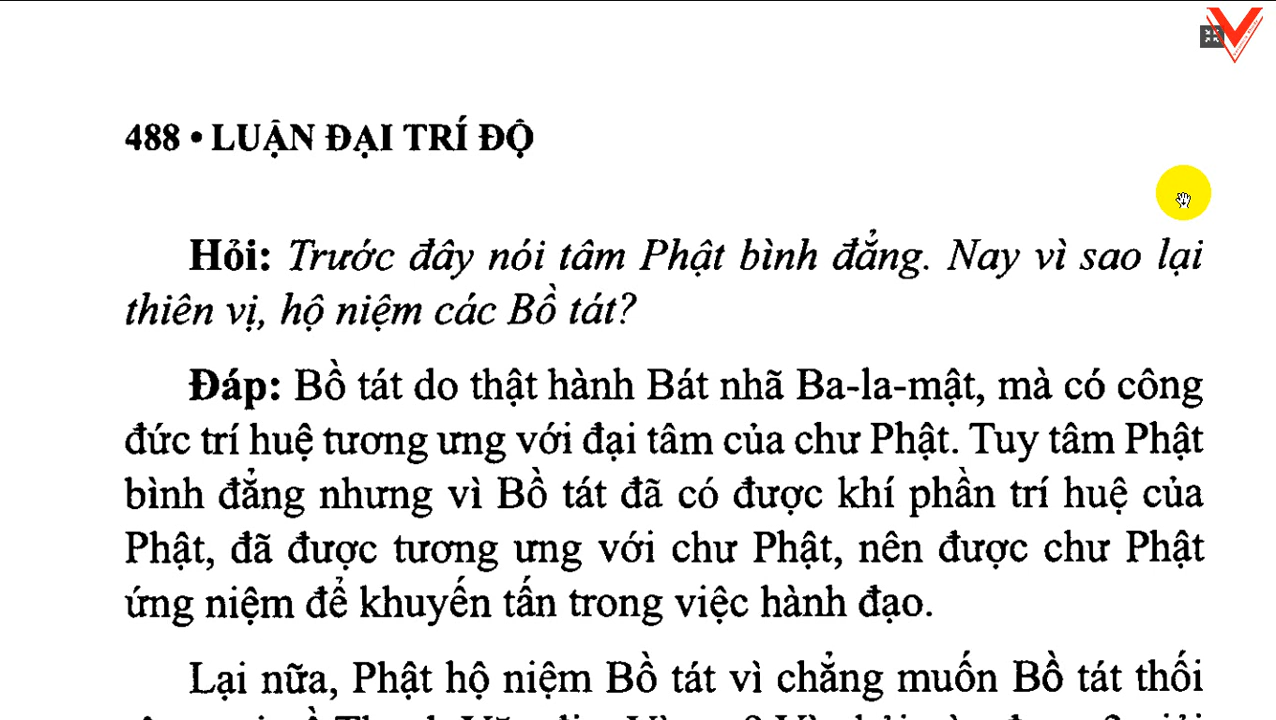 488 • LUẬN ĐẠI TRÍ ĐỘ
Hỏi: Trước đây nói tâm Phật bình đẳng. Nay vì sao lại
thiên vị, hộ niệm các Bồ tát?
Đáp: Bồ tát do thật hành Bát nhã Ba-la-mật, mà có công
đức trí huệ tương ưng với đại tâm của chư Phật. Tuy tâm Phật
bình đẳng nhưng vì Bồ tát đã có được khí phần trí huệ của
Phật, đã được tương ưng với chư Phật, nên được chư Phật
ứng niệm để khuyến tấn trong việc hành đạo.
Lại nữa, Phật hộ niệm Bồ tát vì chẳng muốn Bồ tát thối